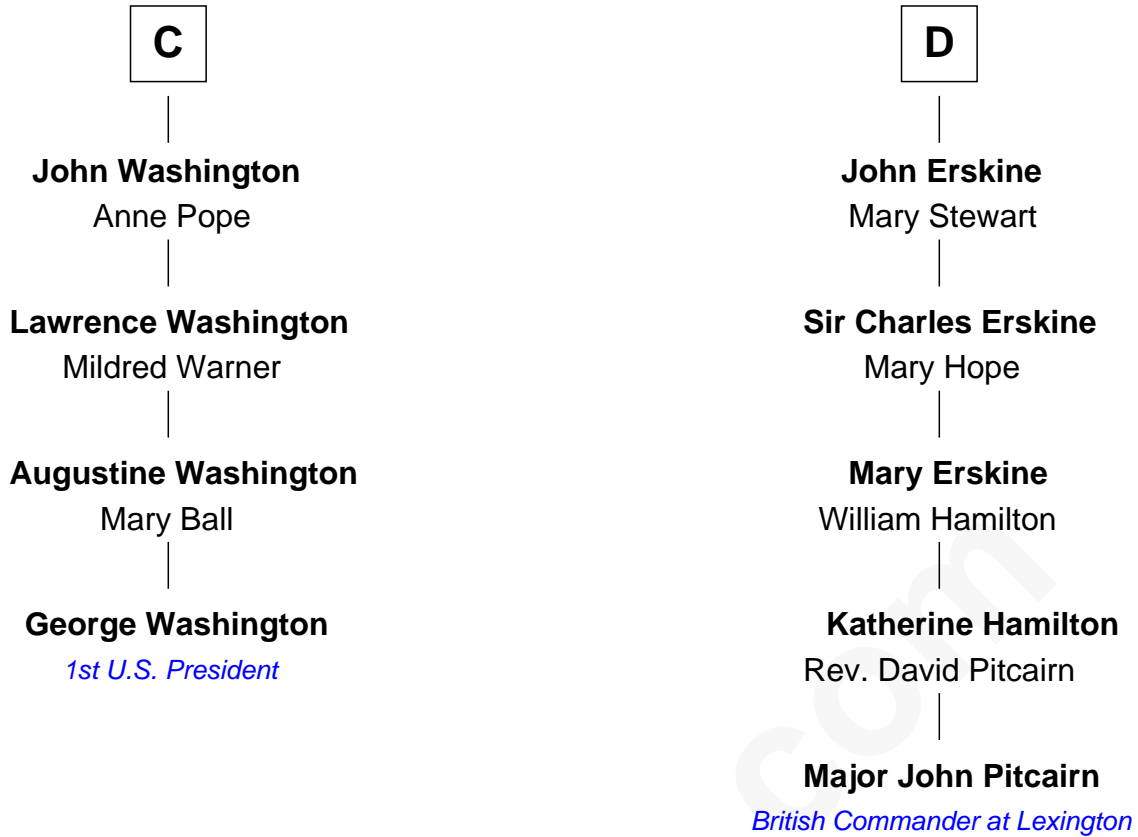 C
John Washington
Anne Pope
Lawrence Washington
Mildred Warner
Augustine Washington
Mary Ball
George Washington
1st U.S. President
D
John Erskine
Mary Stewart
Sir Charles Erskine
Mary Hope
Mary Erskine
William Hamilton
Katherine Hamilton
Rev. David Pitcairn
Major John Pitcairn
British Commander at Lexington
com